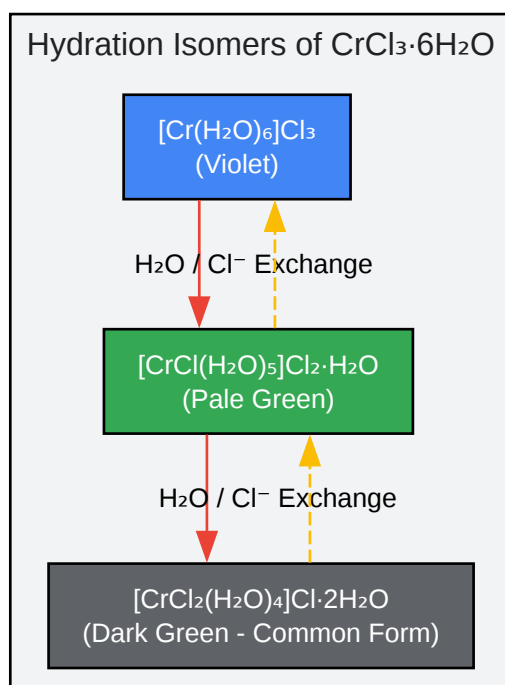 Hydration Isomers of CrCl₃·6H₂O
[Cr(H₂O)₆]Cl₃
(Violet)
H₂O / Cl⁻ Exchange
[CrCl(H₂O)₅]Cl₂·H₂O
(Pale Green)
H₂O / Cl⁻ Exchange
[CrCl₂(H₂O)₄]Cl·2H₂O
(Dark Green - Common Form)